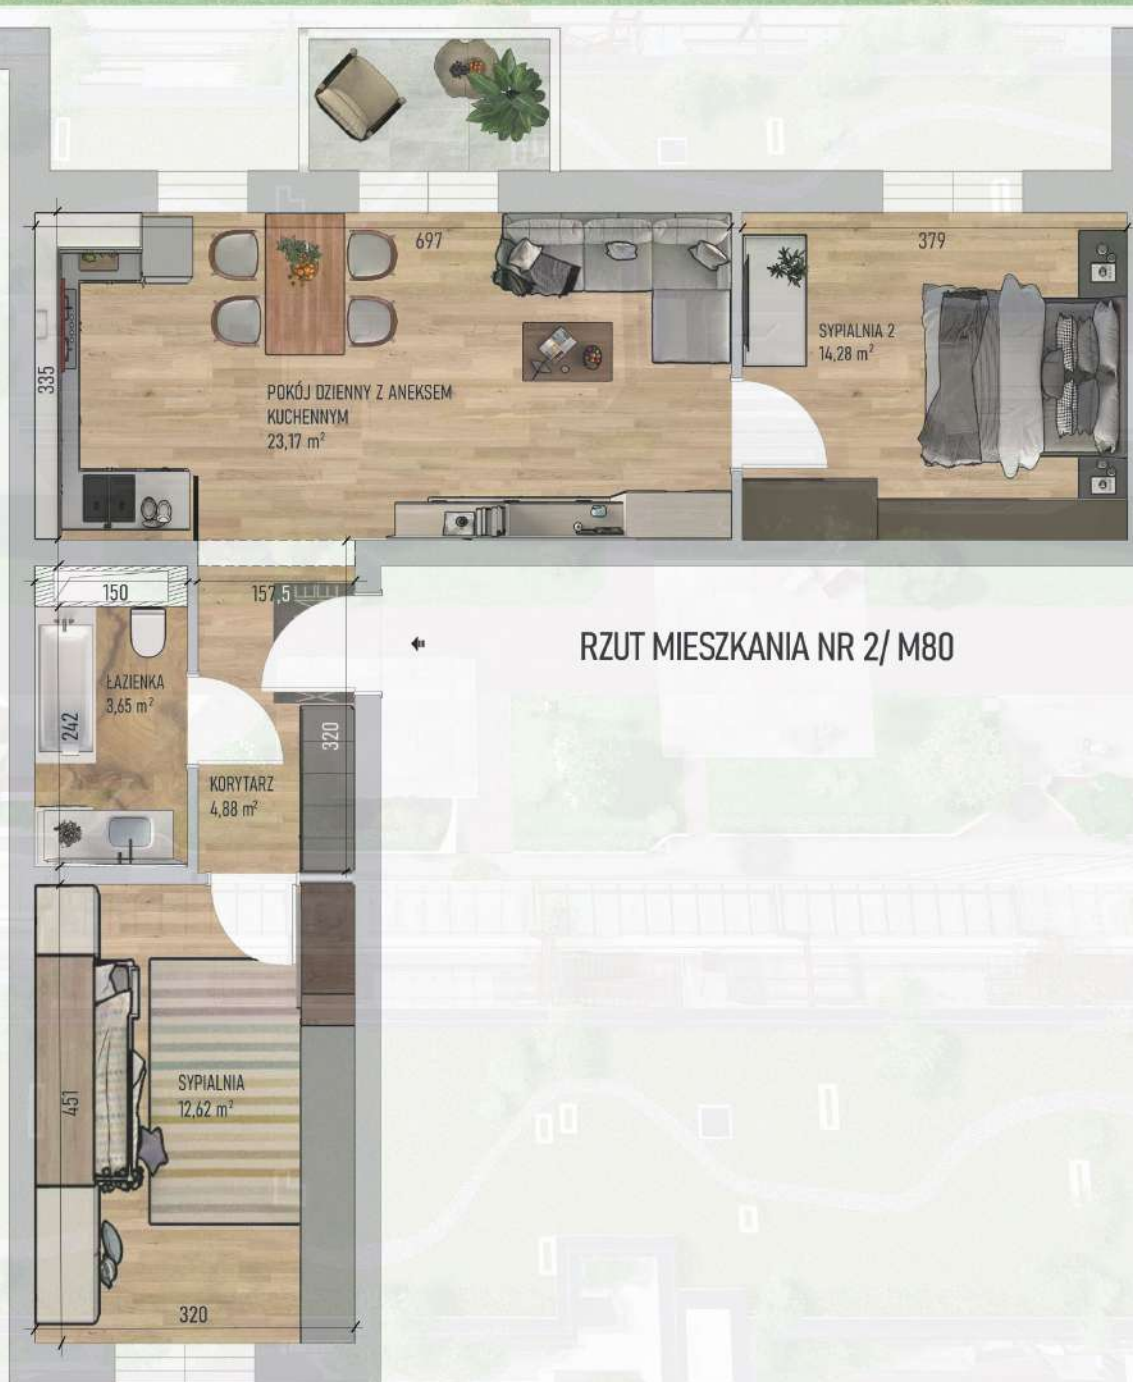 697
379
335
SYPIALNIA 2
14,28 m²
POKÓJ DZIENNY Z ANEKSEM
KUCHENNYM
23,17 m²
150
157,5
RZUT MIESZKANIA NR 2/ M80
ŁAZIENKA
3,65 m²
242
320
KORYTARZ
4,88 m²
SYPIALNIA
12,62 m²
451
320